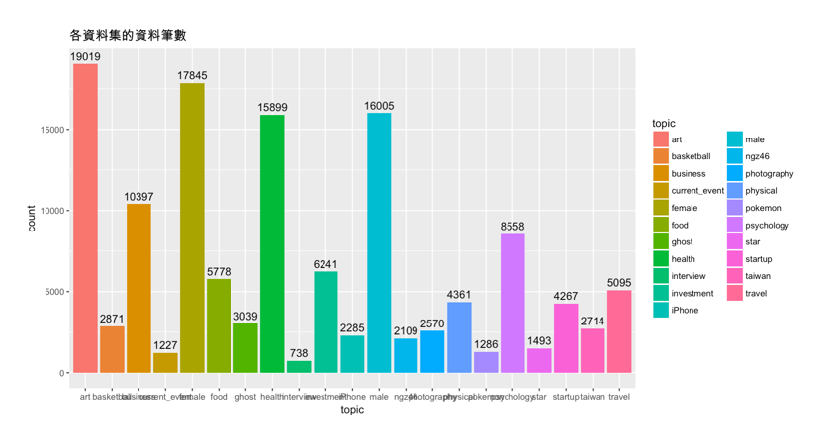 各資料集的資料筆數
19019
17845
15899
16005
10397
8558
6241
5778
5095
4361
4267
3039
2871
2714
2570
2285
2109
1493
1286
1227
738
15000
10000
5000
0
count
art basketball business current_event female food ghost health interview investment iPhone male ngz46 photography physical pokemon psychology star startup taiwan travel
topic
topic
art
basketball
business
current_event
female
food
ghost
health
interview
investment
iPhone
male
ngz46
photography
physical
pokemon
psychology
star
startup
taiwan
travel